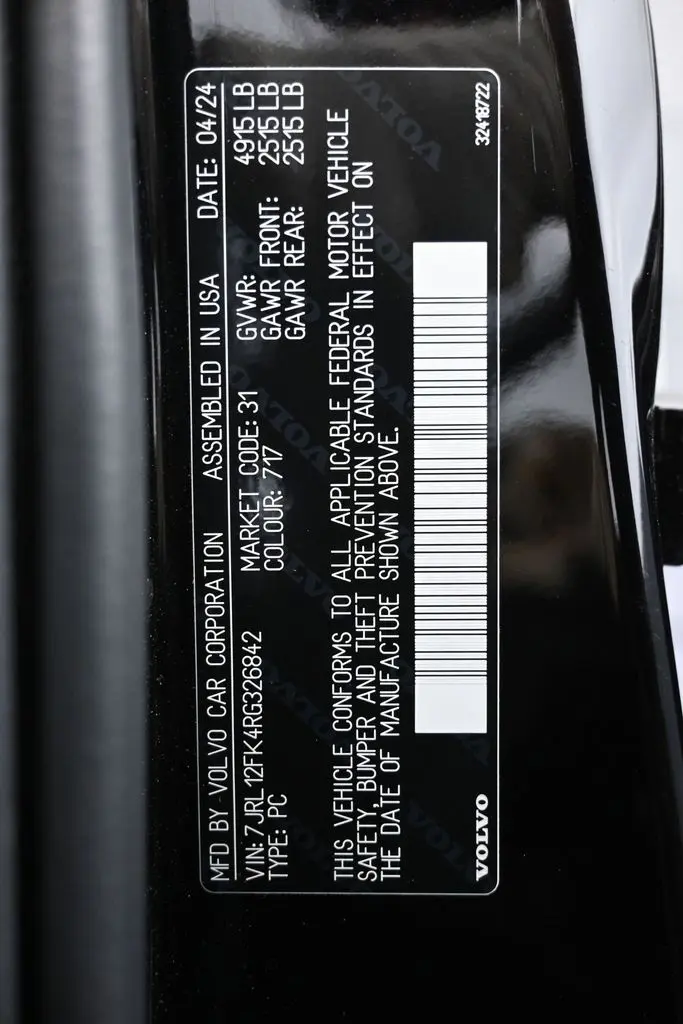 MFD BY VOLVO CAR CORPORATION ASSEMBLED IN USA DATE: 04/24
VIN: 7JRL12FK4RG326842 MARKET CODE: 31 GVWR: 4915 LB
TYPE: PC COLOUR: 717 GAWR FRONT: 2515 LB
GAWR REAR: 2515 LB
THIS VEHICLE CONFORMS TO ALL APPLICABLE FEDERAL MOTOR VEHICLE
SAFETY, BUMPER AND THEFT PREVENTION STANDARDS IN EFFECT ON
THE DATE OF MANUFACTURE SHOWN ABOVE.
VOLVO 32418722